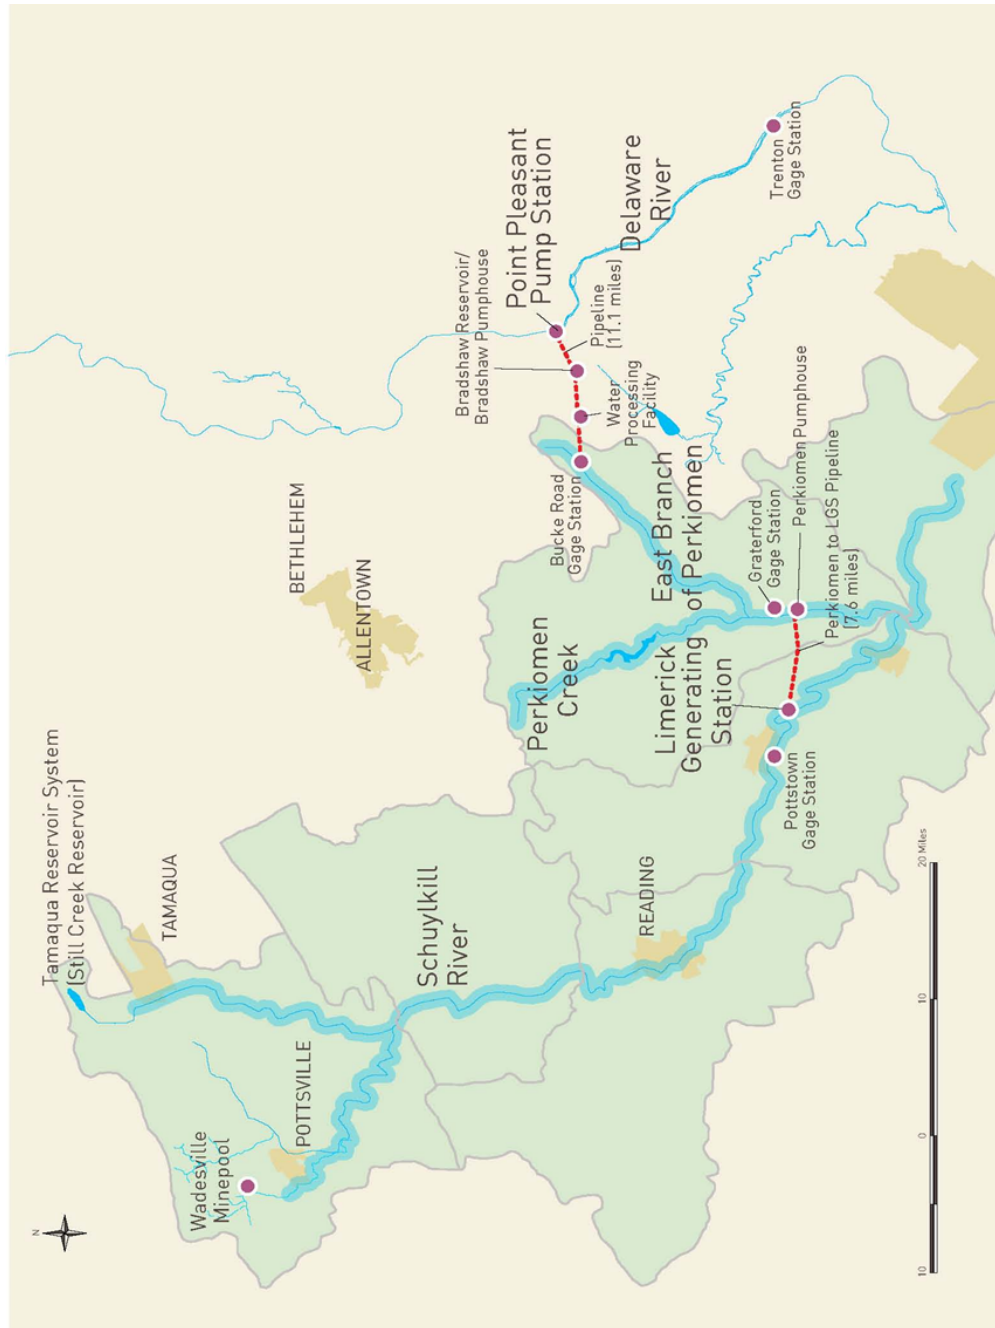 N
Tamaqua Reservoir System
(Still Creek Reservoir)
TAMAQUA
Wadesville
Minepool
POTTSVILLE
BETHLEHEM
ALLENTOWN
Schuylkill
River
READING
Perkiomen
Creek
Bradshaw Reservoir/
Bradshaw Pumphouse
Point Pleasant
Pump Station
Bucke Road
Gage Station
Pipeline
(11.1 miles)
Water
Processing
Facility
Delaware
River
East Branch
of Perkiomen
Limerick
Generating
Station
Trenton
Gage Station
Graterford
Gage Station
Perkiomen Pumphouse
Perkiomen to LGS Pipeline
(7.6 miles)
Pottstown
Gage Station
10
0
10
20 Miles